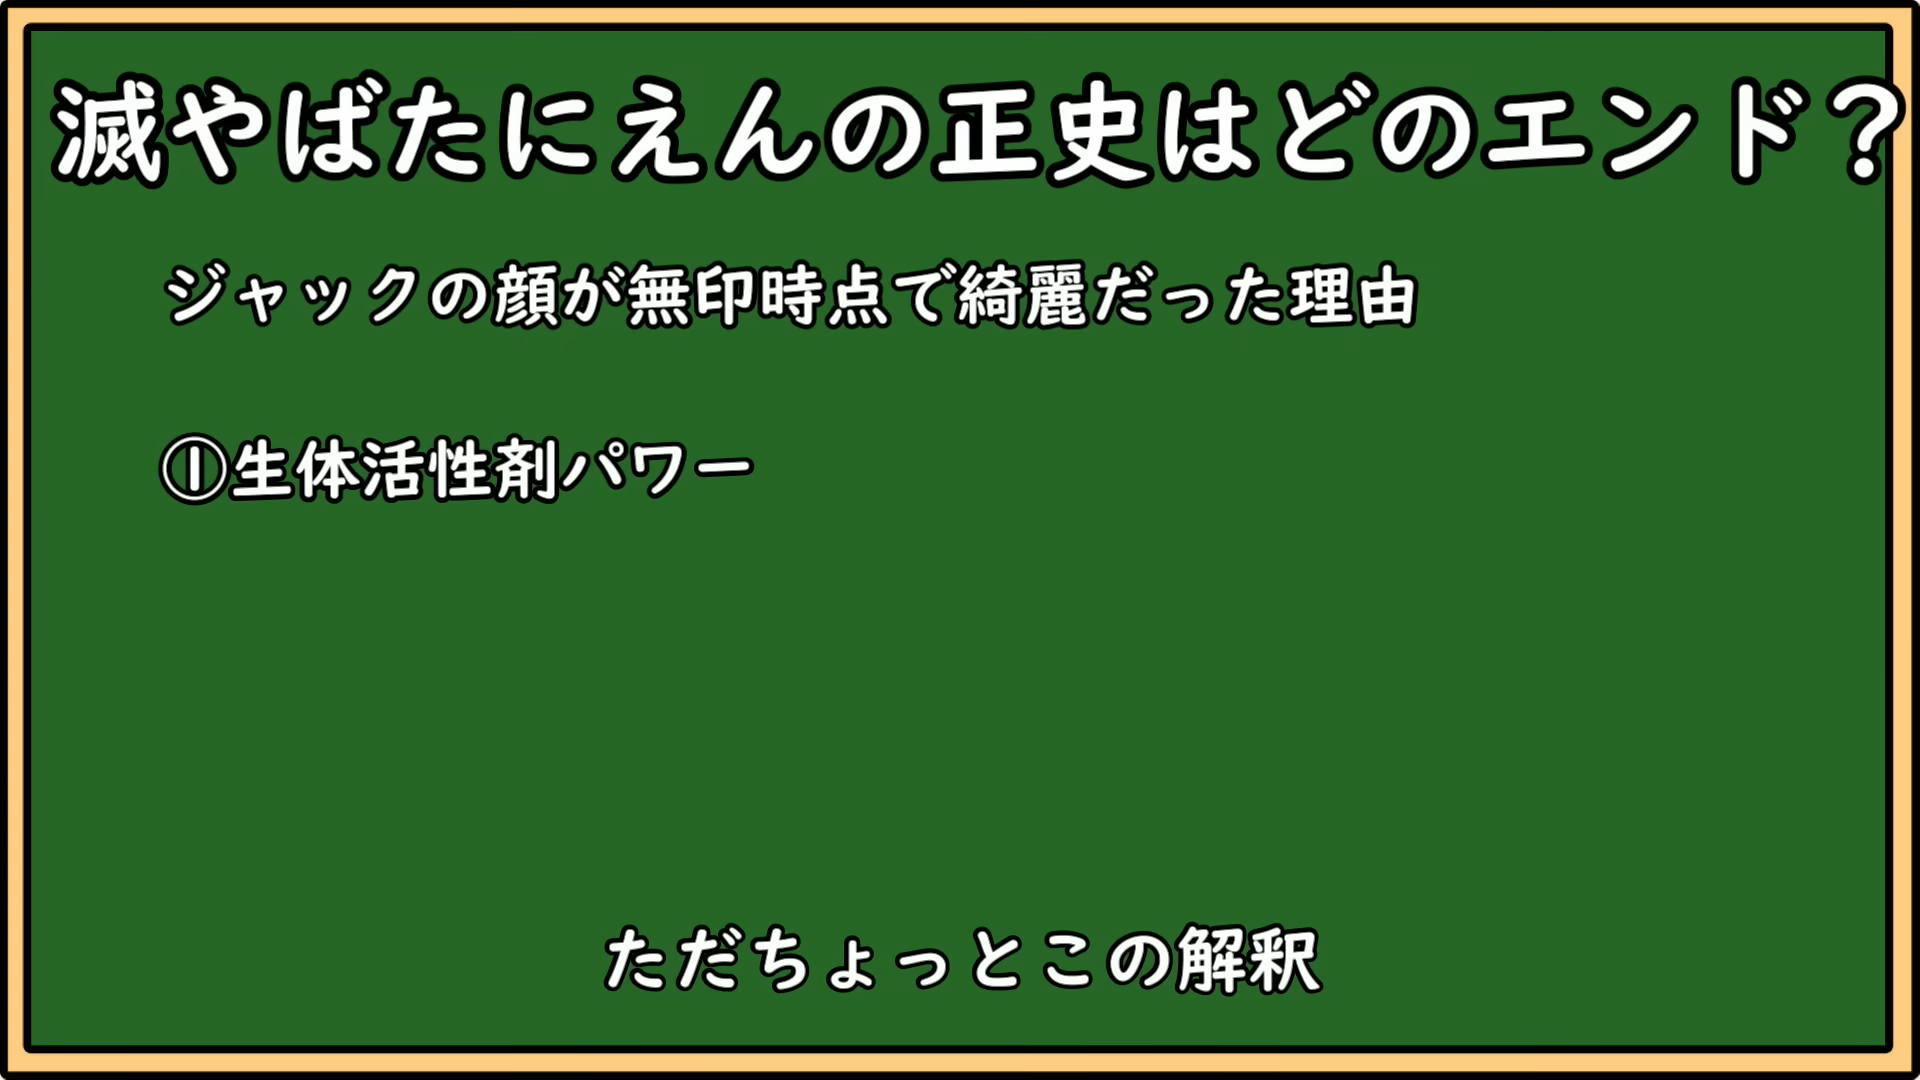 滅やばたにえんの正史はどのエンド？
ジャックの顔が無印時点で綺麗だった理由
①生体活性剤パワー
ただちょっとこの解釈